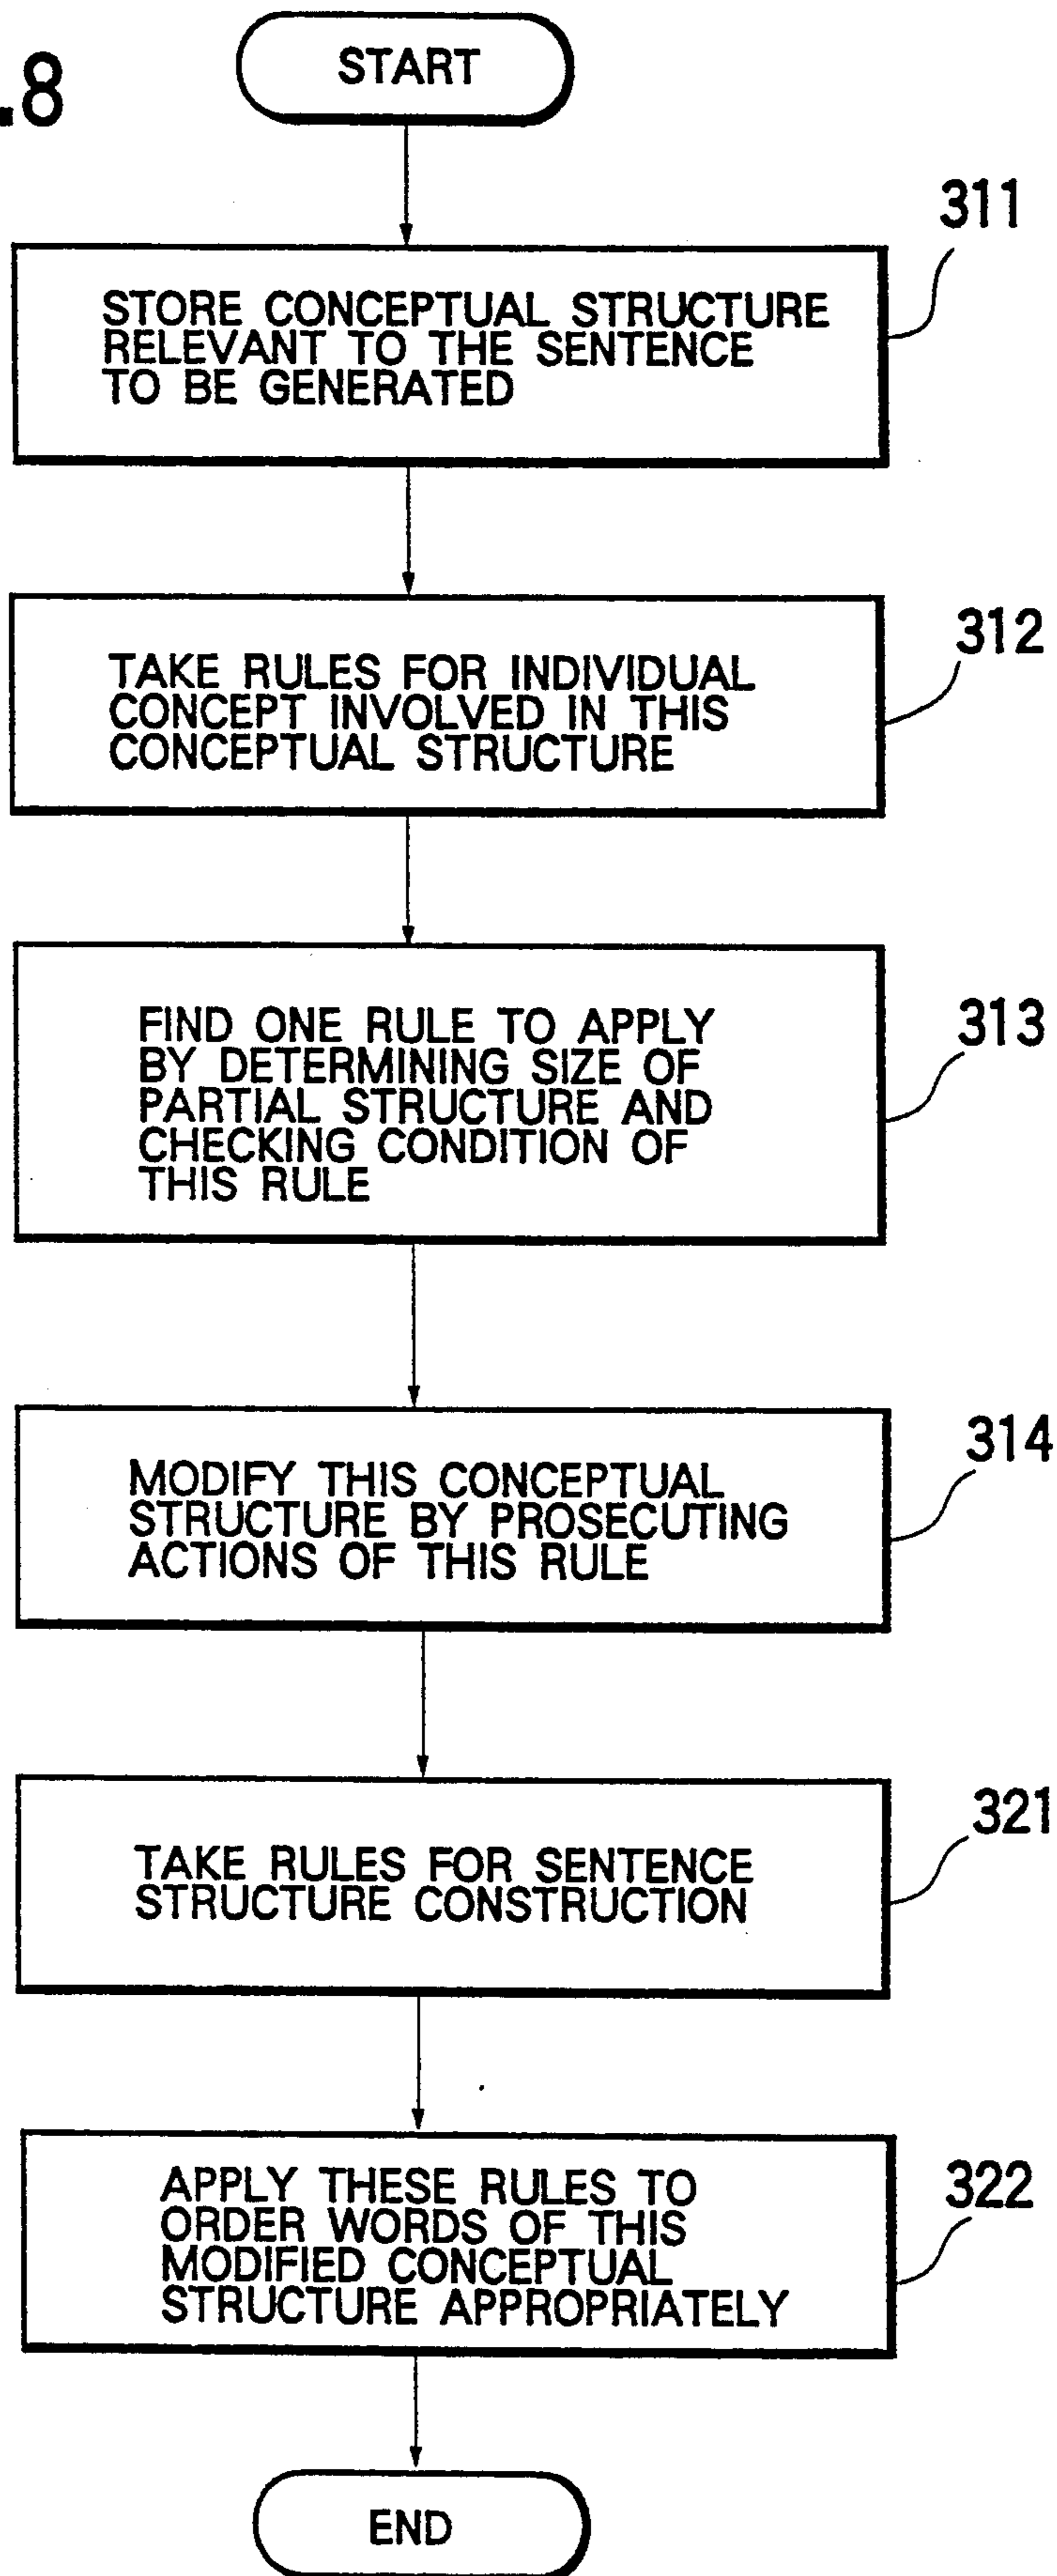 .8
START
311
STORE CONCEPTUAL STRUCTURE
RELEVANT TO THE SENTENCE
TO BE GENERATED
312
TAKE RULES FOR INDIVIDUAL
CONCEPT INVOLVED IN THIS
CONCEPTUAL STRUCTURE
313
FIND ONE RULE TO APPLY
BY DETERMINING SIZE OF
PARTIAL STRUCTURE AND
CHECKING CONDITION OF
THIS RULE
314
MODIFY THIS CONCEPTUAL
STRUCTURE BY PROSECUTING
ACTIONS OF THIS RULE
321
TAKE RULES FOR SENTENCE
STRUCTURE CONSTRUCTION
322
APPLY THESE RULES TO
ORDER WORDS OF THIS
MODIFIED CONCEPTUAL
STRUCTURE APPROPRIATELY
END